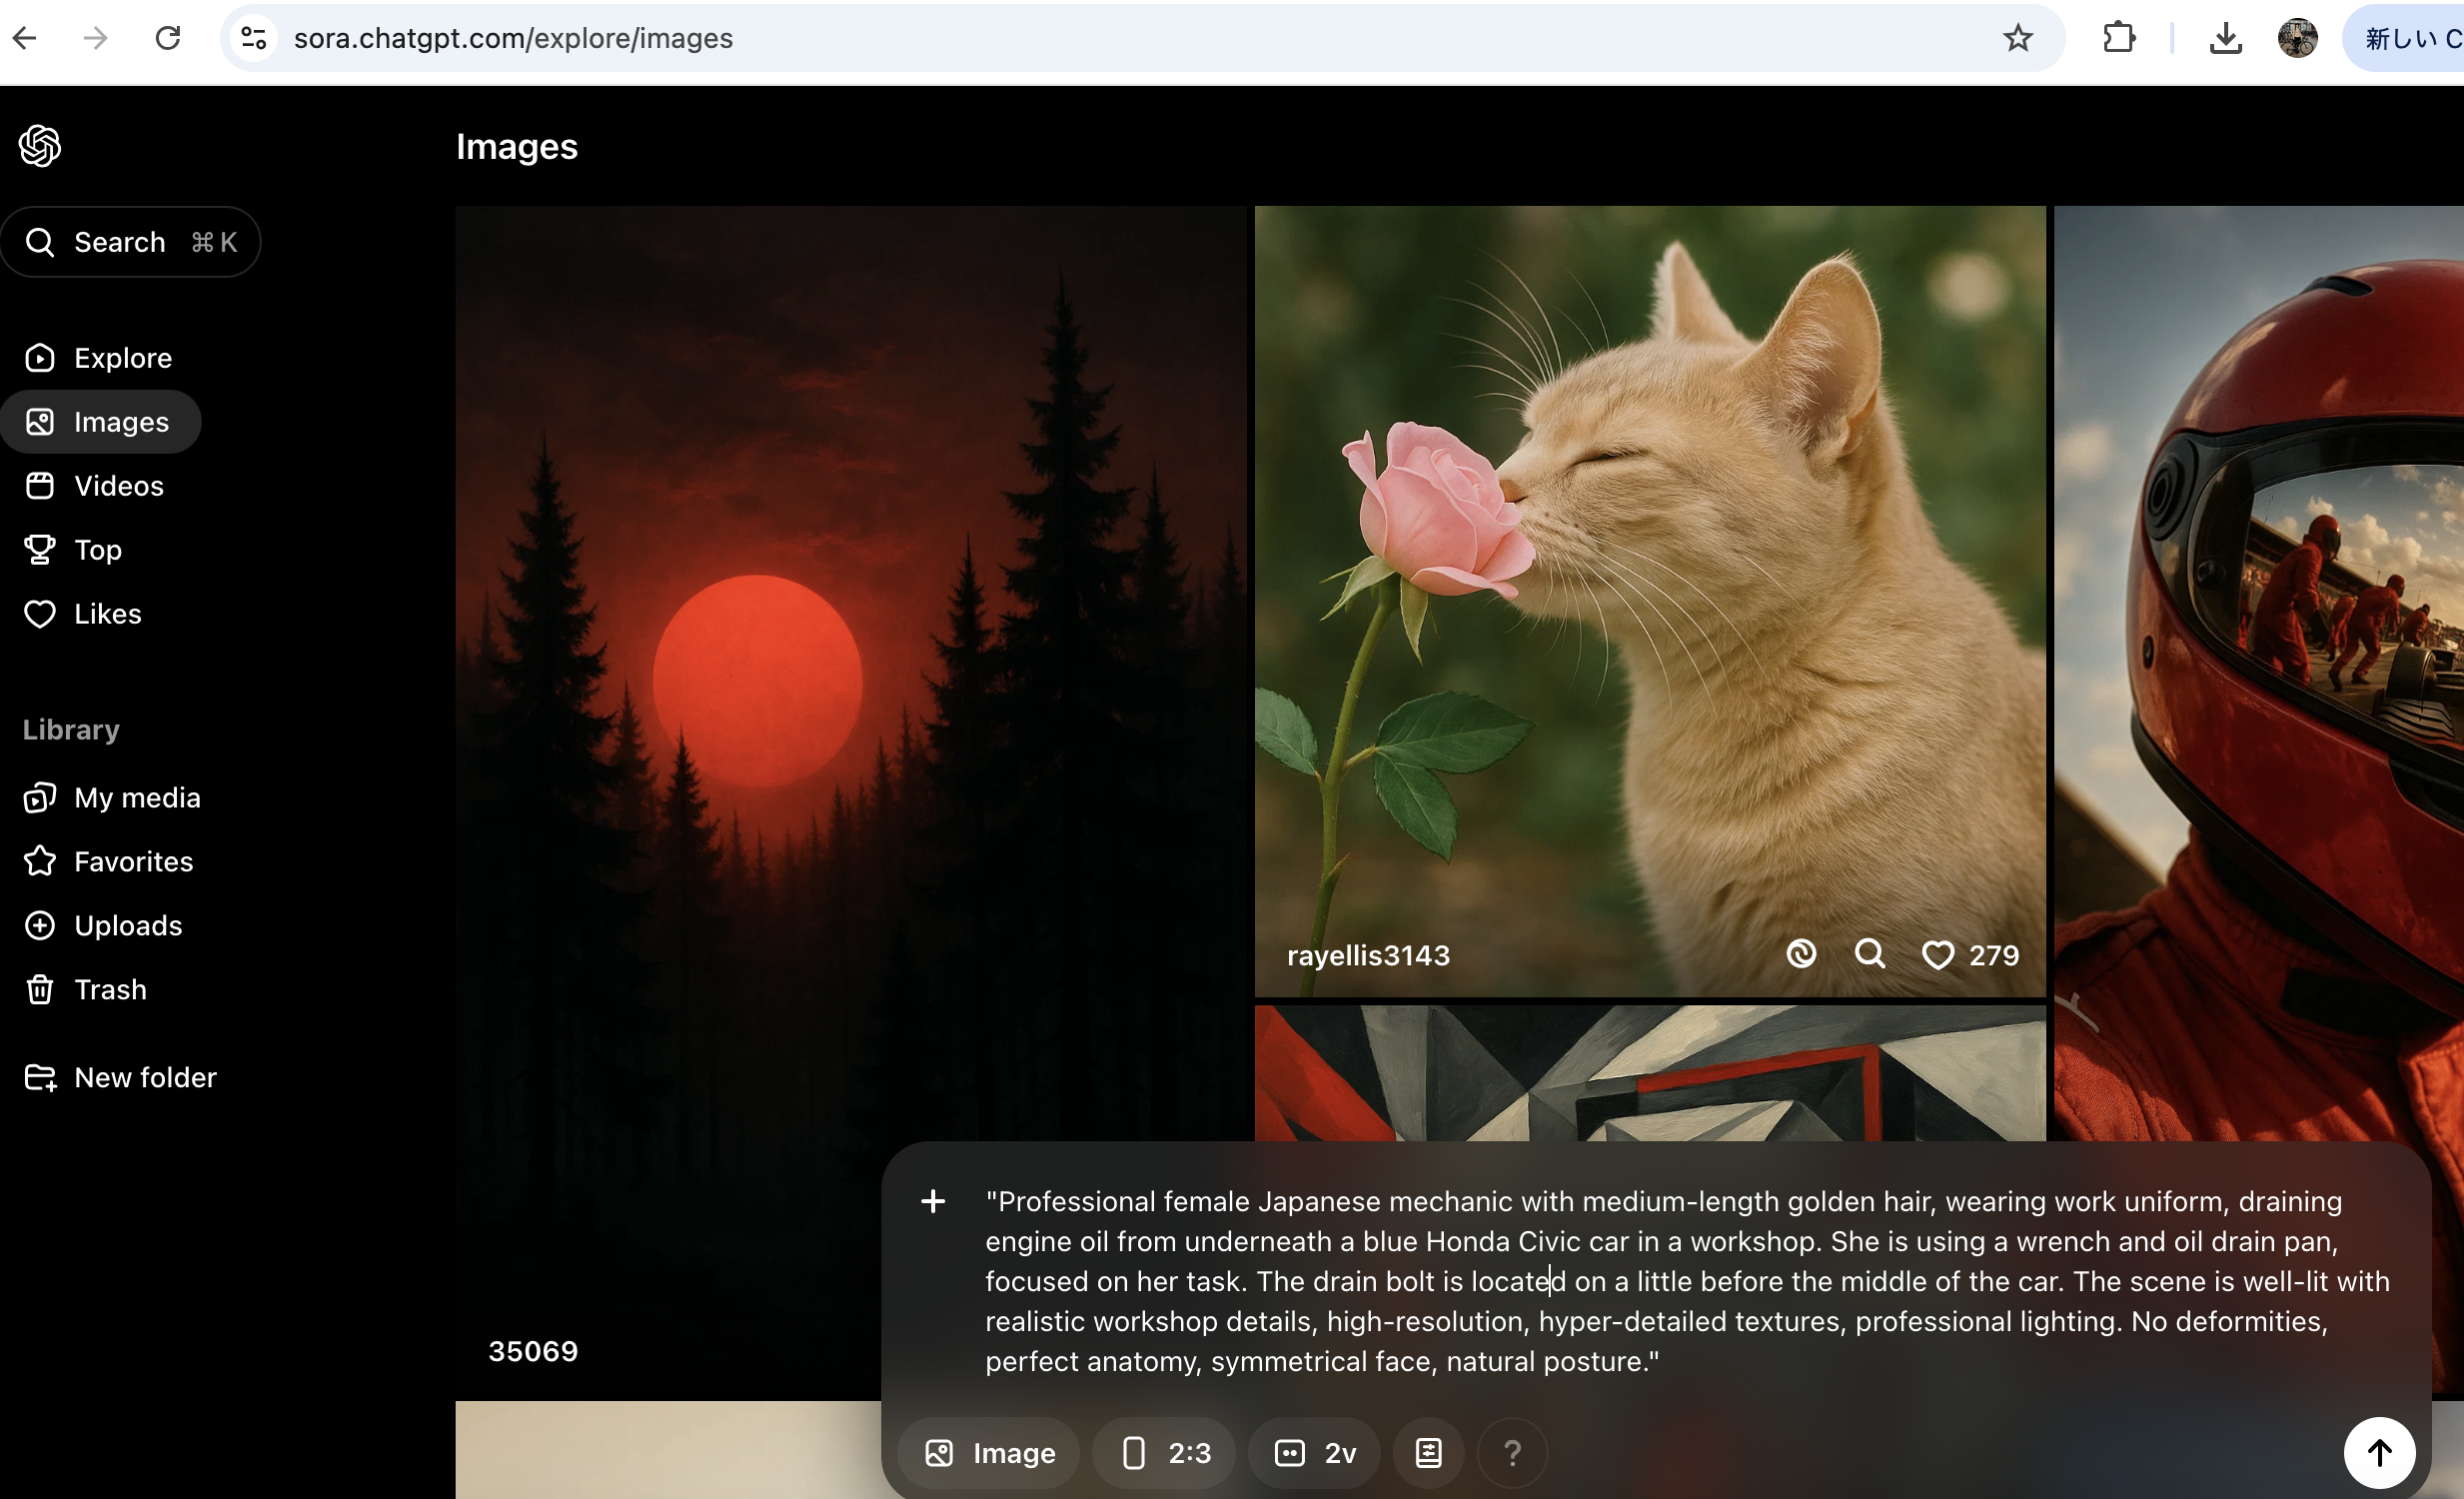 sora.chatgpt.com/explore/images
新しい C
Images
Search ⌘ K
Explore
Images
Videos
Top
Likes
Library
My media
Favorites
Uploads
Trash
New folder
rayellis3143
279
35069
"Professional female Japanese mechanic with medium-length golden hair, wearing work uniform, draining
engine oil from underneath a blue Honda Civic car in a workshop. She is using a wrench and oil drain pan,
focused on her task. The drain bolt is located on a little before the middle of the car. The scene is well-lit with
realistic workshop details, high-resolution, hyper-detailed textures, professional lighting. No deformities,
perfect anatomy, symmetrical face, natural posture."
Image
2:3
2v
?